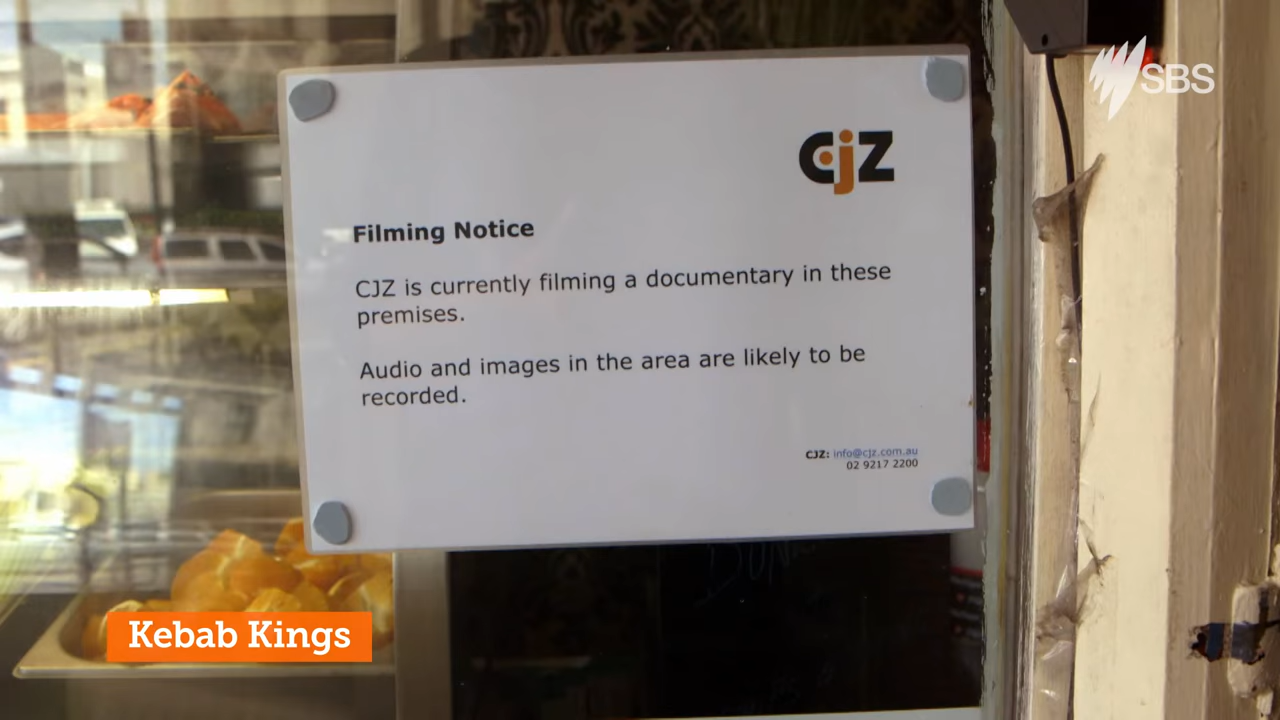 SBS
CJZ
Filming Notice
CJZ is currently filming a documentary in these
premises.
Audio and images in the area are likely to be
recorded.
CJZ: info@cjz.com.au
02 9217 2200
Kebab Kings